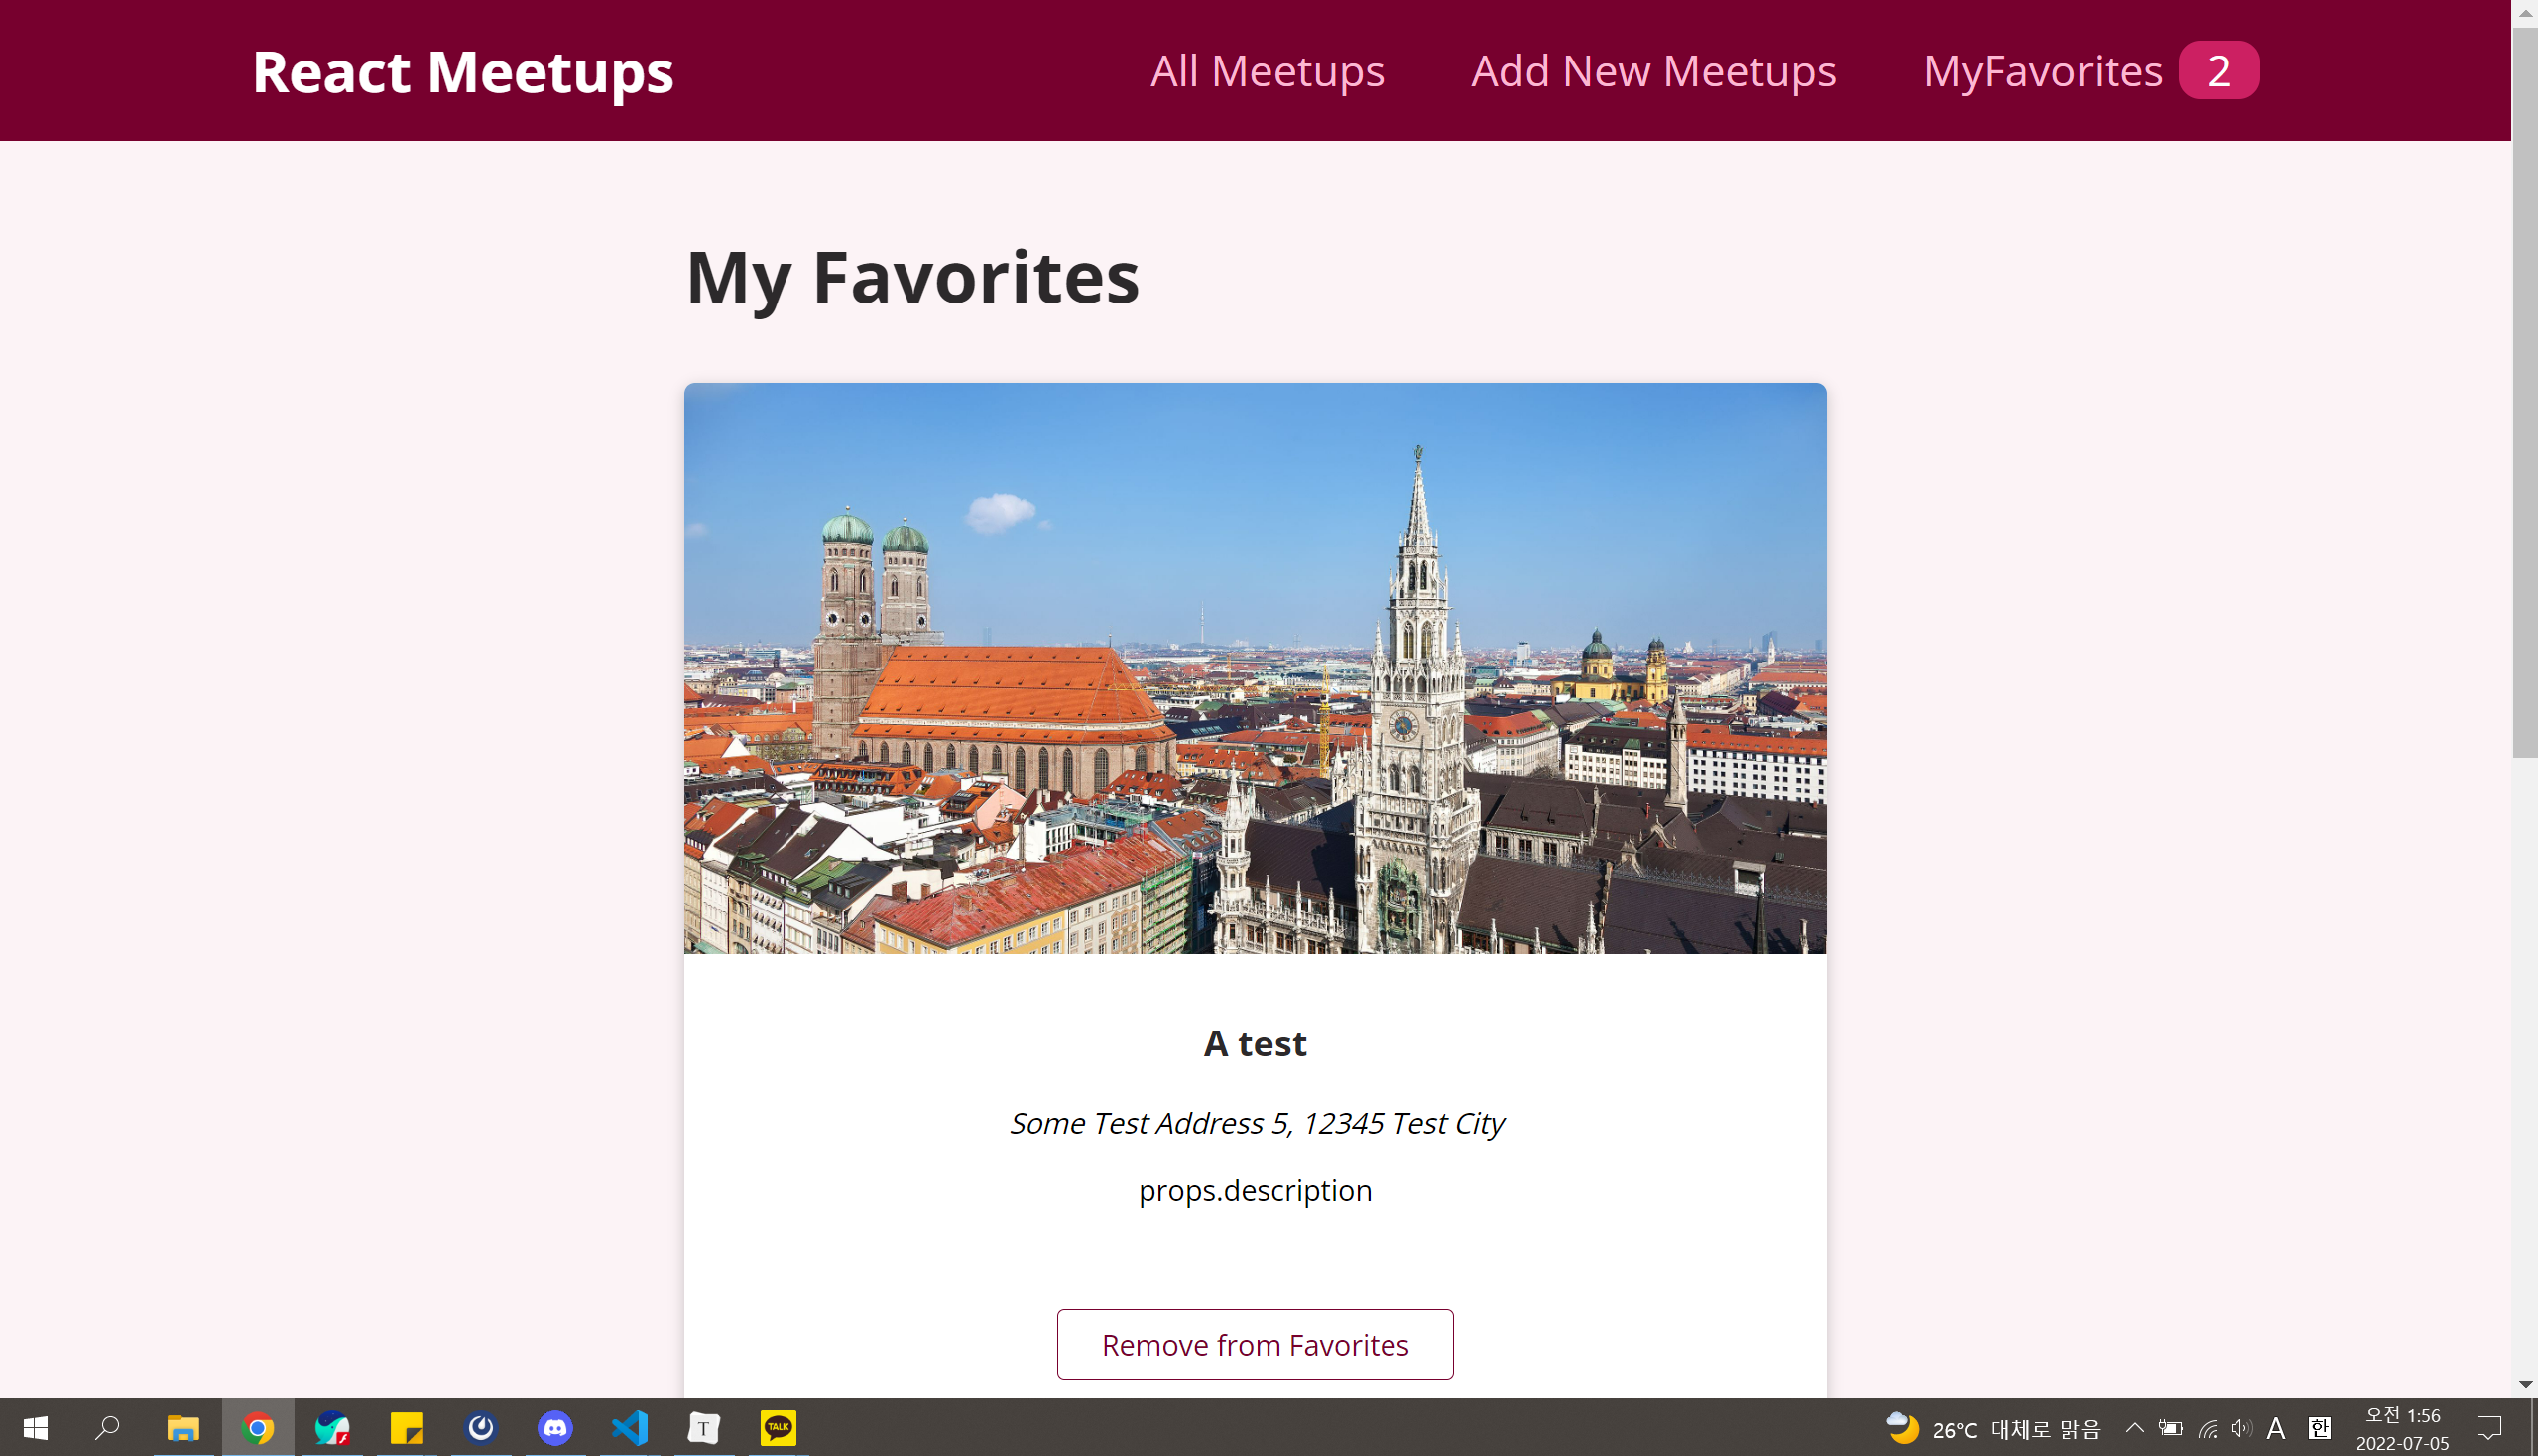 React Meetups
All Meetups
Add New Meetups
MyFavorites 2
My Favorites
A test
Some Test Address 5, 12345 Test City
props.description
Remove from Favorites
T
TALK
26°C 대체로 맑음
A
한
오전 1:56
2022-07-05